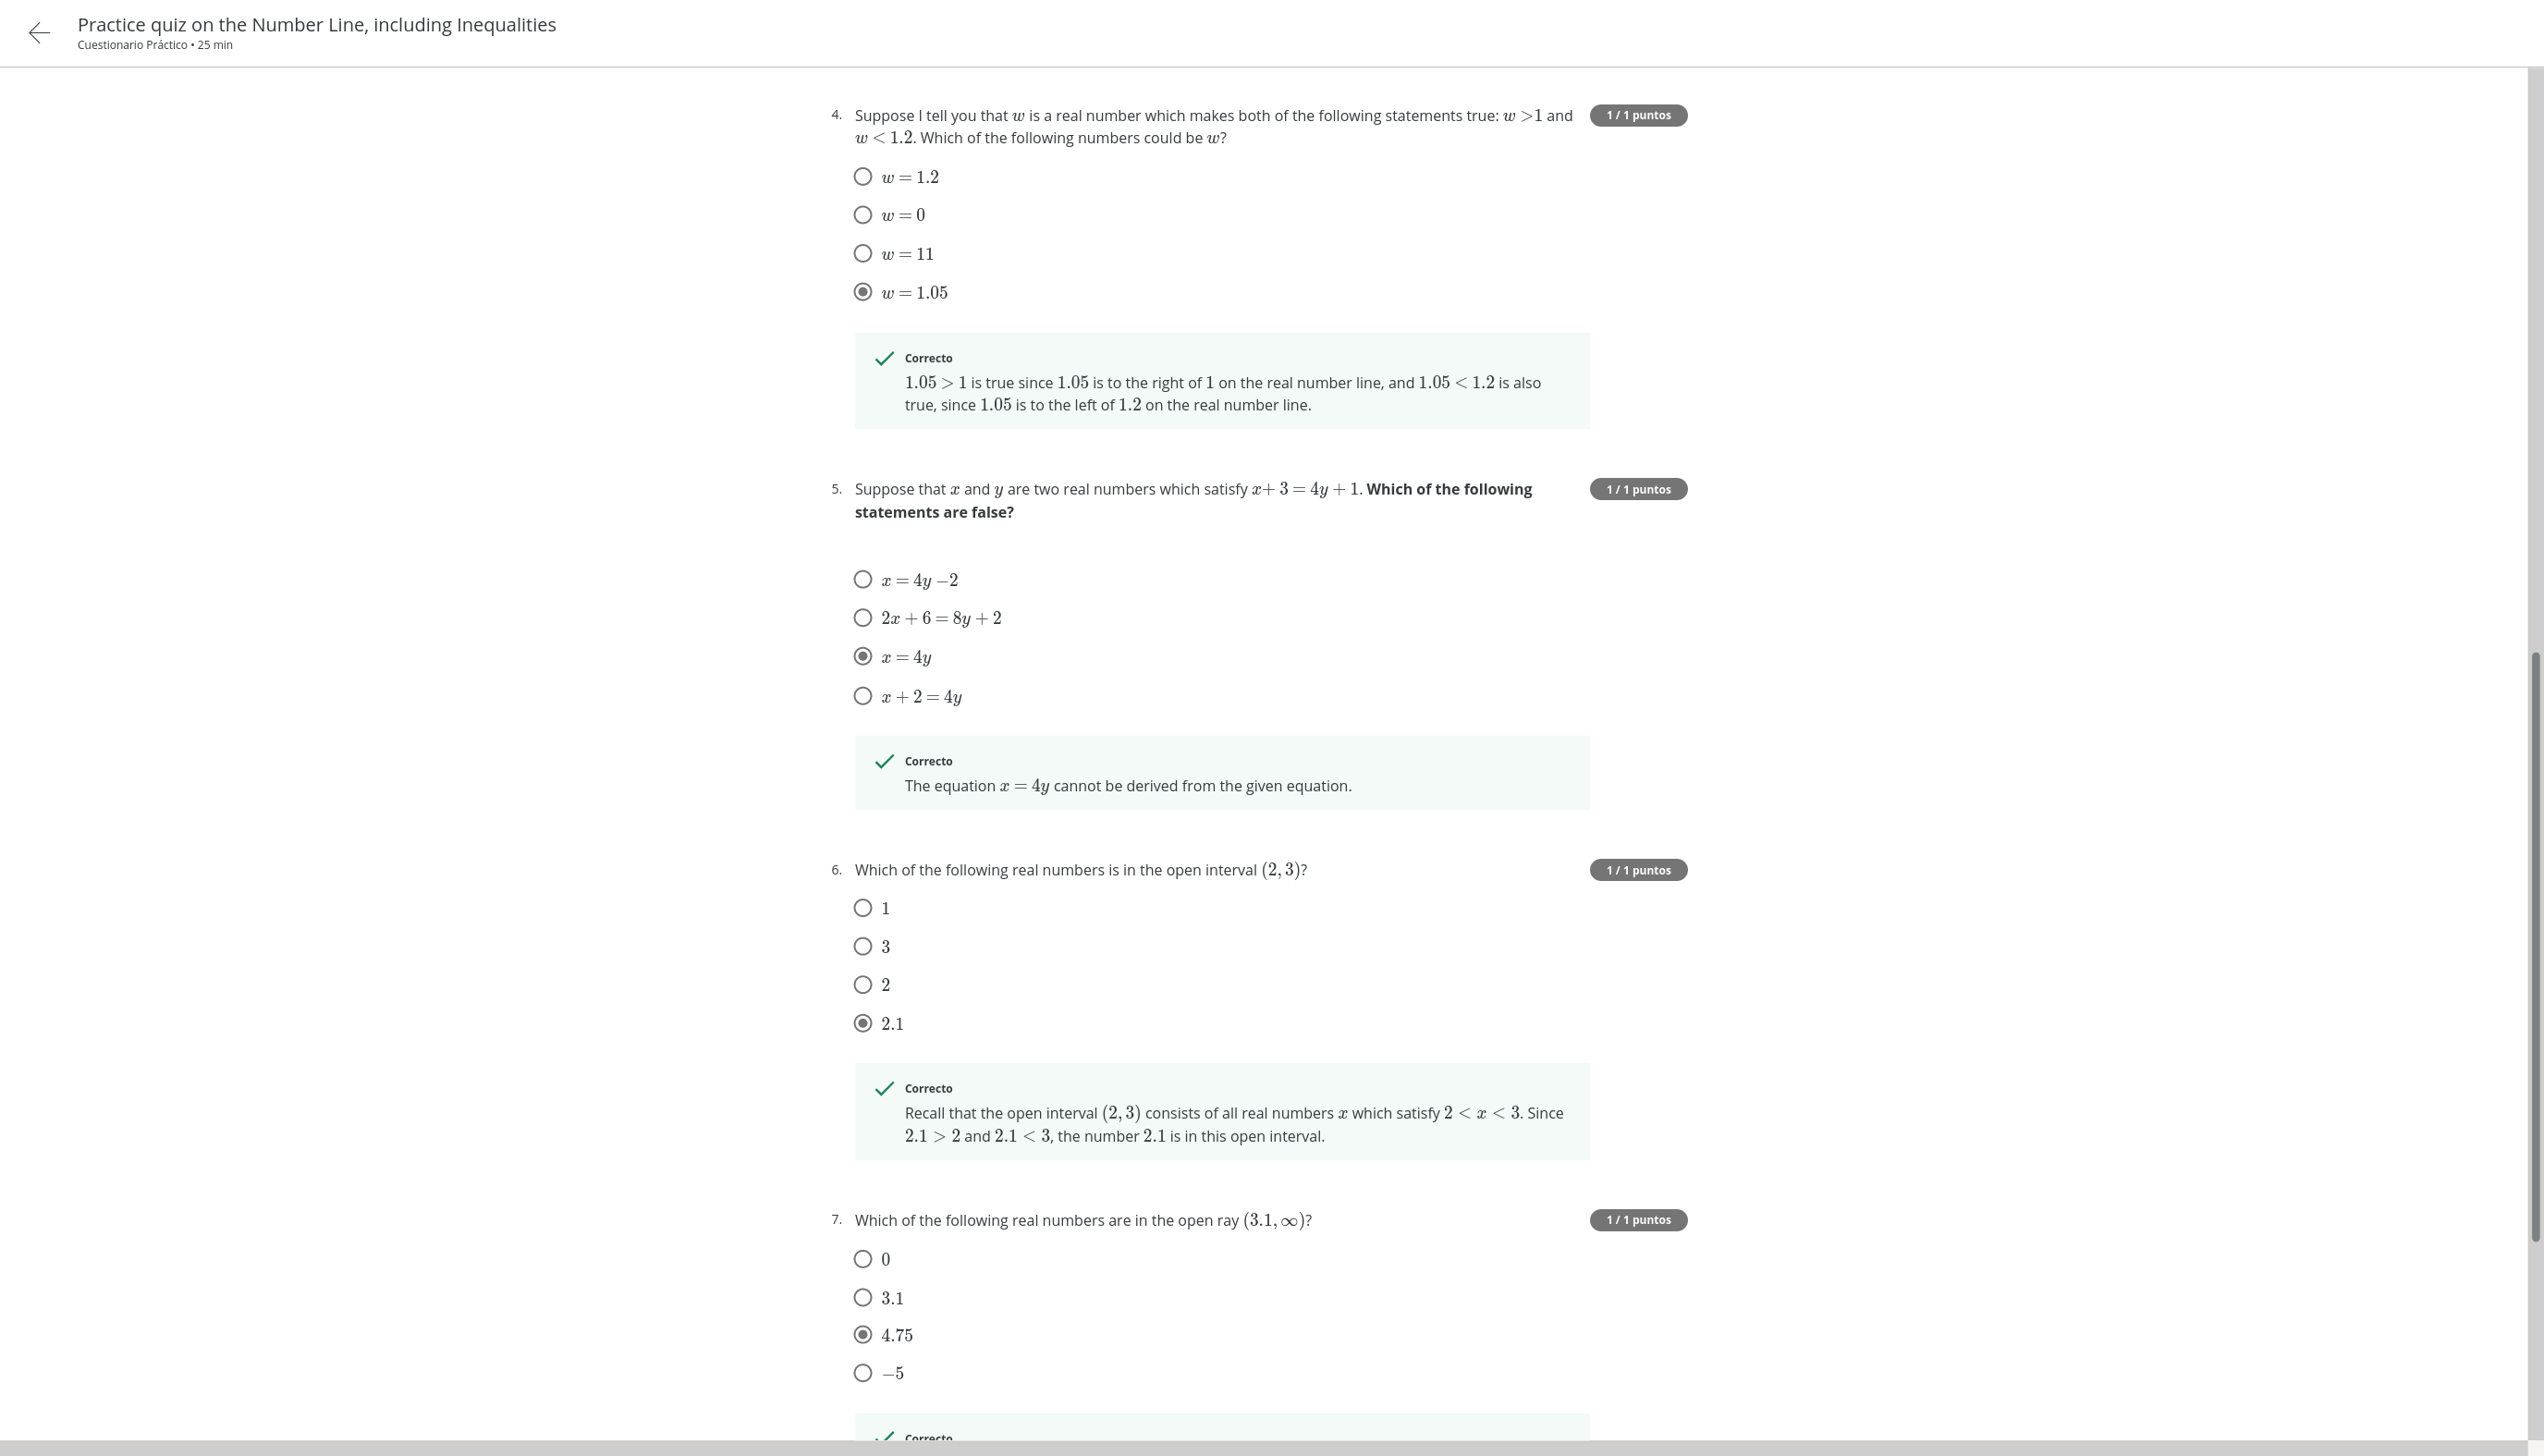 Practice quiz on the Number Line, including Inequalities
Cuestionario Práctico • 25 min
4. Suppose I tell you that w is a real number which makes both of the following statements true: w >1 and
w < 1.2. Which of the following numbers could be w?
1 / 1 puntos
w = 1.2
w = 0
w = 11
w = 1.05
Correcto
1.05 > 1 is true since 1.05 is to the right of 1 on the real number line, and 1.05 < 1.2 is also
true, since 1.05 is to the left of 1.2 on the real number line.
5. Suppose that x and y are two real numbers which satisfy x+ 3 = 4y + 1. Which of the following
statements are false?
1 / 1 puntos
x = 4y −2
2x + 6 = 8y + 2
x = 4y
x + 2 = 4y
Correcto
The equation x = 4y cannot be derived from the given equation.
6. Which of the following real numbers is in the open interval (2, 3)?
1 / 1 puntos
1
3
2
2.1
Correcto
Recall that the open interval (2, 3) consists of all real numbers x which satisfy 2 < x < 3. Since
2.1 > 2 and 2.1 < 3, the number 2.1 is in this open interval.
7. Which of the following real numbers are in the open ray (3.1, ∞)?
1 / 1 puntos
0
3.1
4.75
−5
Correcto